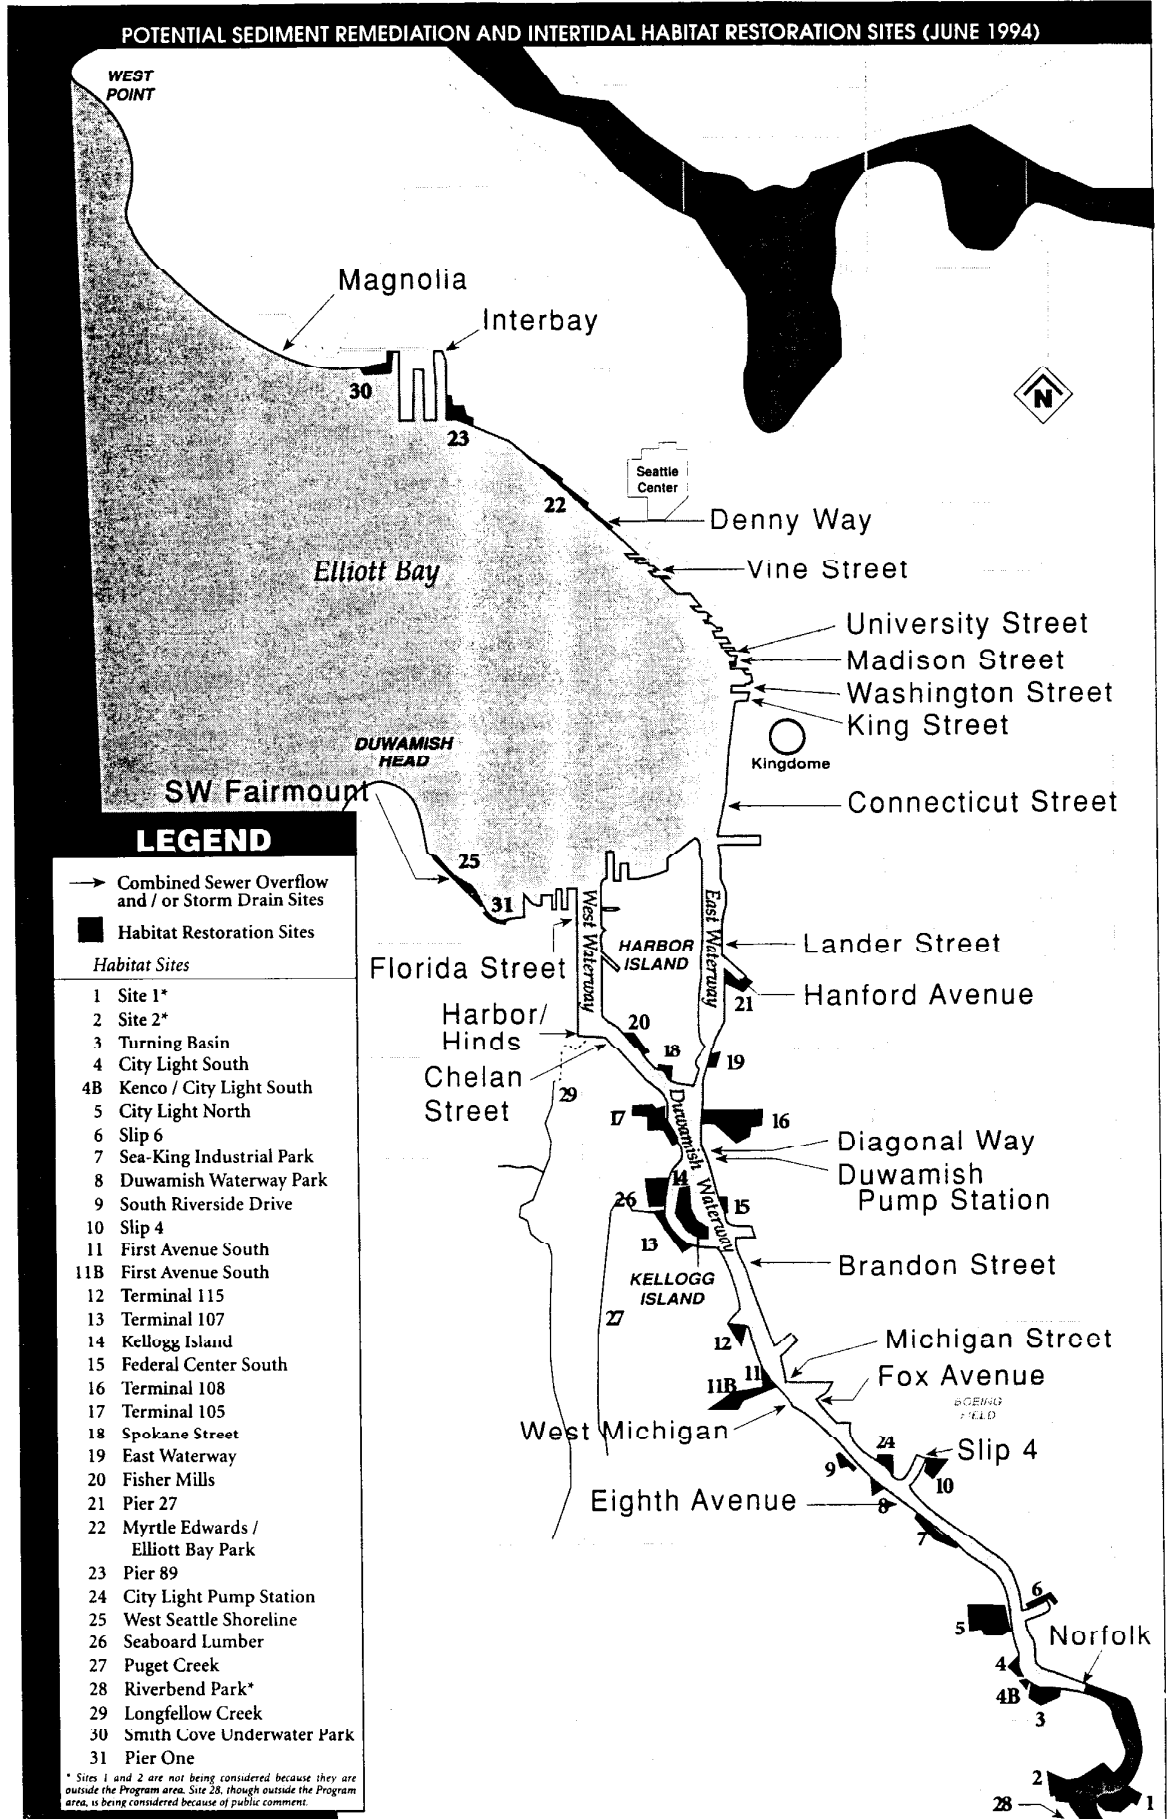 POTENTIAL SEDIMENT REMEDIATION AND INTERTIDAL HABITAT RESTORATION SITES (JUNE 1994)
WEST
POINT
Magnolia
Interbay
30
23
N
Seattle
Center
22
Denny Way
Elliott Bay
Vine Street
University Street
Madison Street
Washington Street
King Street
DUWAMISH
HEAD
Kingdome
SW Fairmount
Connecticut Street
25
31
West Waterway
East Waterway
HARBOR
ISLAND
Lander Street
Florida Street
21
Hanford Avenue
Harbor/
Hinds
20
18
19
Chelan
Street
29
17
16
Duwamish Waterway
Diagonal Way
Duwamish
Pump Station
14
26
15
13
Brandon Street
KELLOGG
ISLAND
27
12
Michigan Street
11
11B
Fox Avenue
BOEING
FIELD
West Michigan
24
Slip 4
9
10
8
Eighth Avenue
7
6
5
Norfolk
4
4B
3
2
1
28
LEGEND
Combined Sewer Overflow
and / or Storm Drain Sites
Habitat Restoration Sites
Habitat Sites
1 Site 1*
2 Site 2*
3 Turning Basin
4 City Light South
4B Kenco / City Light South
5 City Light North
6 Slip 6
7 Sea-King Industrial Park
8 Duwamish Waterway Park
9 South Riverside Drive
10 Slip 4
11 First Avenue South
11B First Avenue South
12 Terminal 115
13 Terminal 107
14 Kellogg Island
15 Federal Center South
16 Terminal 108
17 Terminal 105
18 Spokane Street
19 East Waterway
20 Fisher Mills
21 Pier 27
22 Myrtle Edwards /
Elliott Bay Park
23 Pier 89
24 City Light Pump Station
25 West Seattle Shoreline
26 Seaboard Lumber
27 Puget Creek
28 Riverbend Park*
29 Longfellow Creek
30 Smith Cove Underwater Park
31 Pier One
* Sites 1 and 2 are not being considered because they are
outside the Program area. Site 28, though outside the Program
area, is being considered because of public comment.